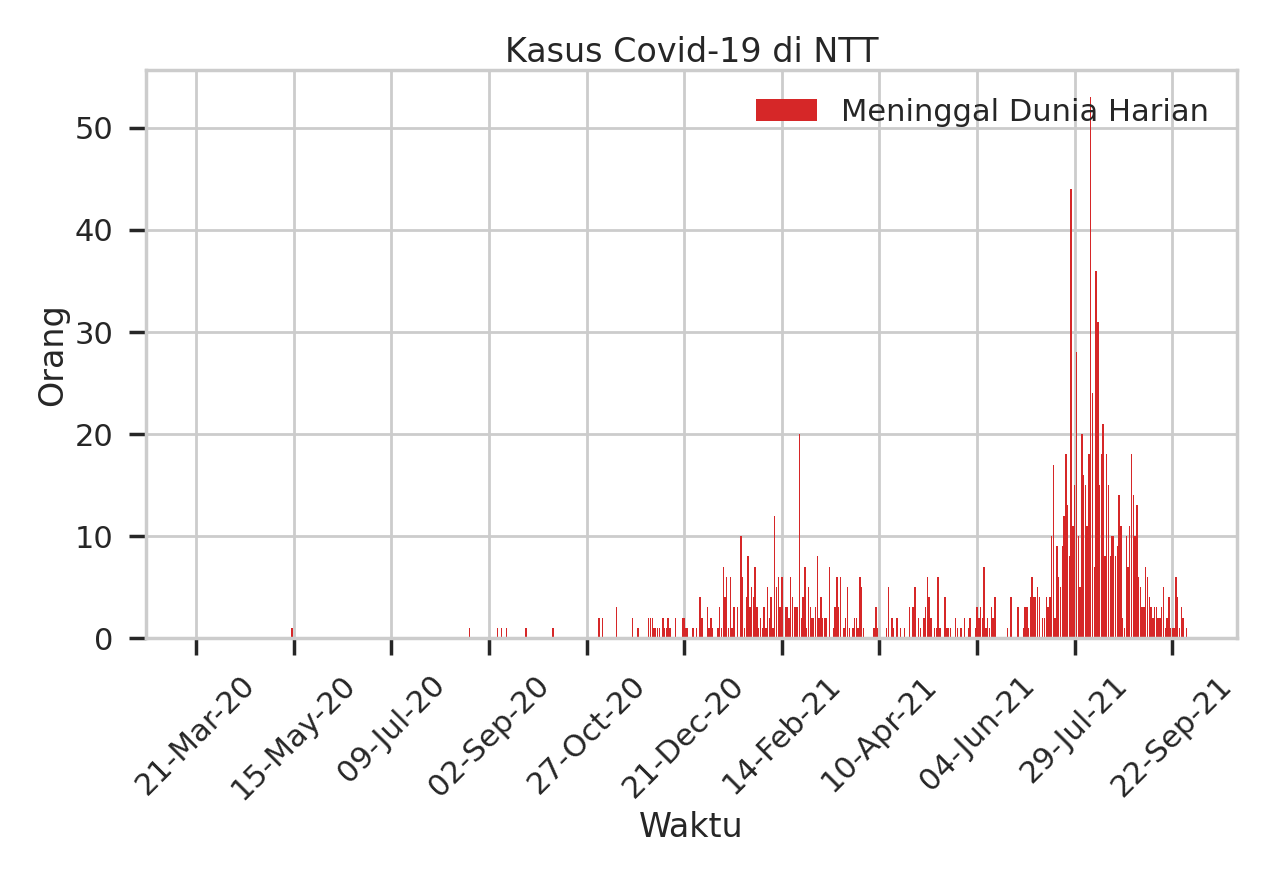 Kasus Covid-19 di NTT
Meninggal Dunia Harian
Orang
50
40
30
20
10
0
21-Mar-20
15-May-20
09-Jul-20
02-Sep-20
27-Oct-20
21-Dec-20
14-Feb-21
10-Apr-21
04-Jun-21
29-Jul-21
22-Sep-21
Waktu